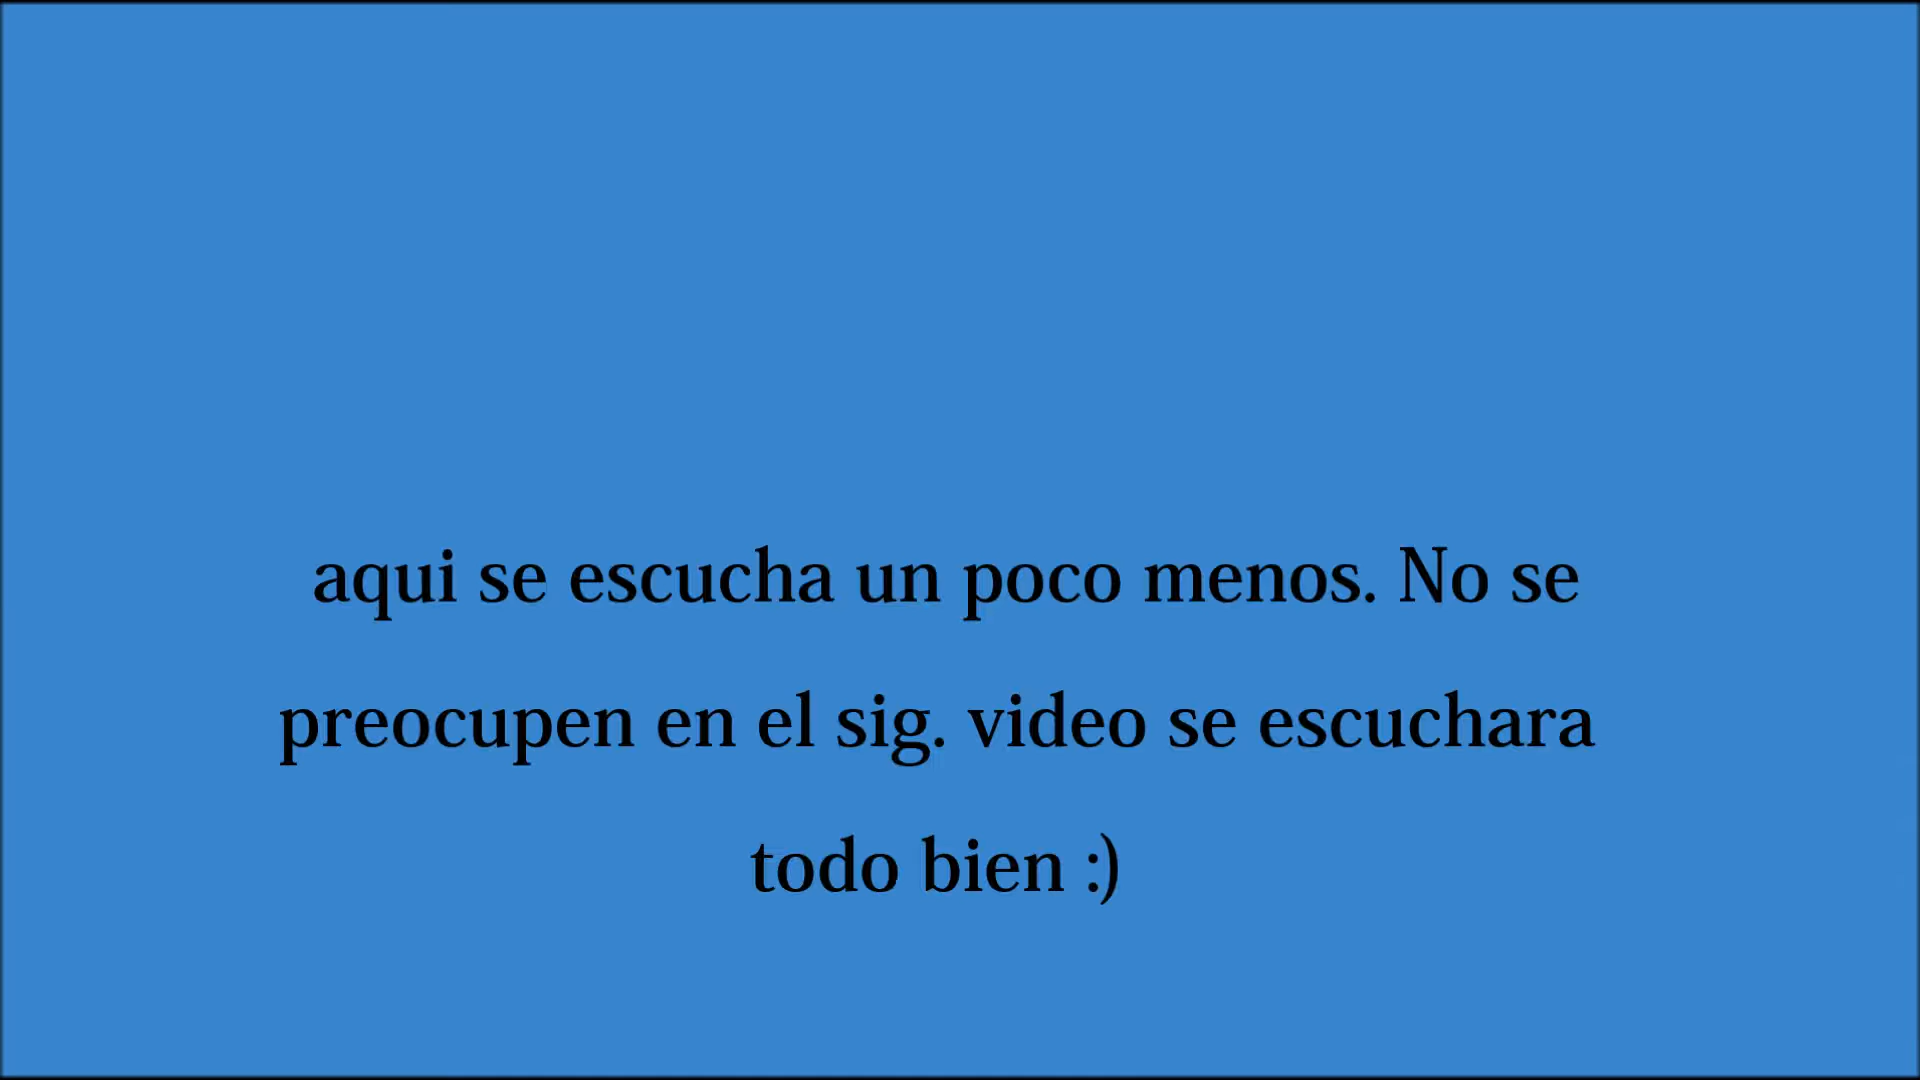 aqui se escucha un poco menos. No se
preocupen en el sig. video se escuchara
todo bien :)